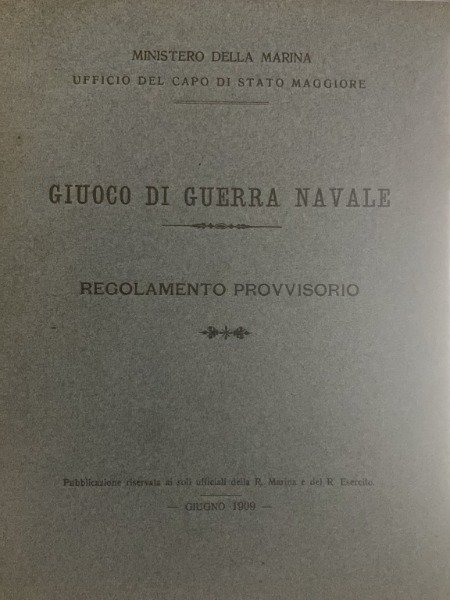 MINISTERO DELLA MARINA
UFFICIO DEL CAPO DI STATO MAGGIORE
GIUOCO DI GUERRA NAVALE
REGOLAMENTO PROVVISORIO
Pubblicazione riservata ai soli ufficiali della R. Marina e del R. Esercito.
— GIUGNO 1909 —